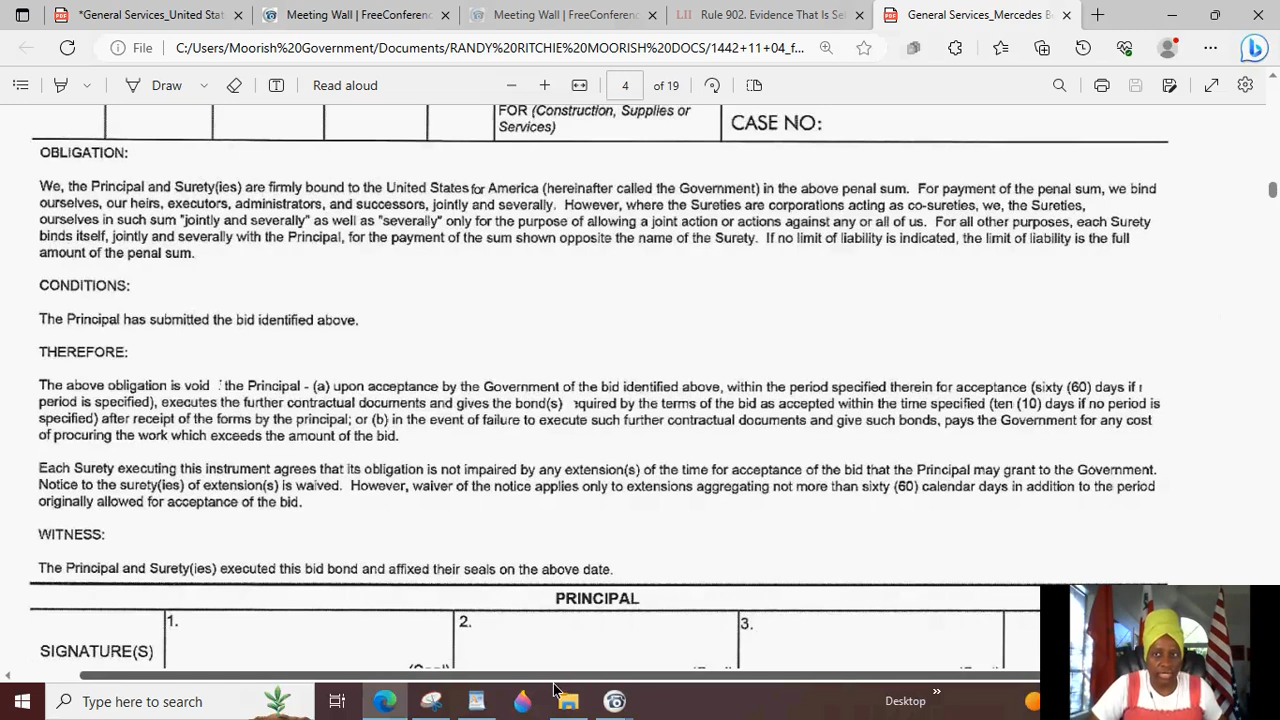 *General Services_United Stat
Meeting Wall | FreeConferenc
Meeting Wall | FreeConferenc
LII
Rule 902. Evidence That Is Sel
General Services_Mercedes Be
File
C:/Users/Moorish%20Government/Documents/RANDY%20RITCHIE%20MOORISH%20DOCS/1442+11+04_f...
Draw
Read aloud
4
of 19
FOR (Construction, Supplies or
Services)
CASE NO:
OBLIGATION:
We, the Principal and Surety(ies) are firmly bound to the United States for America (hereinafter called the Government) in the above penal sum. For payment of the penal sum, we bind
ourselves, our heirs, executors, administrators, and successors, jointly and severally. However, where the Sureties are corporations acting as co-sureties, we, the Sureties,
ourselves in such sum "jointly and severally" as well as "severally" only for the purpose of allowing a joint action or actions against any or all of us. For all other purposes, each Surety
binds itself, jointly and severally with the Principal, for the payment of the sum shown opposite the name of the Surety. If no limit of liability is indicated, the limit of liability is the full
amount of the penal sum.
CONDITIONS:
The Principal has submitted the bid identified above.
THEREFORE:
The above obligation is void the Principal - (a) upon acceptance by the Government of the bid identified above, within the period specified therein for acceptance (sixty (60) days if
period is specified), executes the further contractual documents and gives the bond(s) quired by the terms of the bid as accepted within the time specified (ten (10) days if no period is
specified) after receipt of the forms by the principal; or (b) in the event of failure to execute such further contractual documents and give such bonds, pays the Government for any cost
of procuring the work which exceeds the amount of the bid.
Each Surety executing this instrument agrees that its obligation is not impaired by any extension(s) of the time for acceptance of the bid that the Principal may grant to the Government.
Notice to the surety(ies) of extension(s) is waived. However, waiver of the notice applies only to extensions aggregating not more than sixty (60) calendar days in addition to the period
originally allowed for acceptance of the bid.
WITNESS:
The Principal and Surety(ies) executed this bid bond and affixed their seals on the above date.
PRINCIPAL
1.
2.
3.
SIGNATURE(S)
Type here to search
Desktop